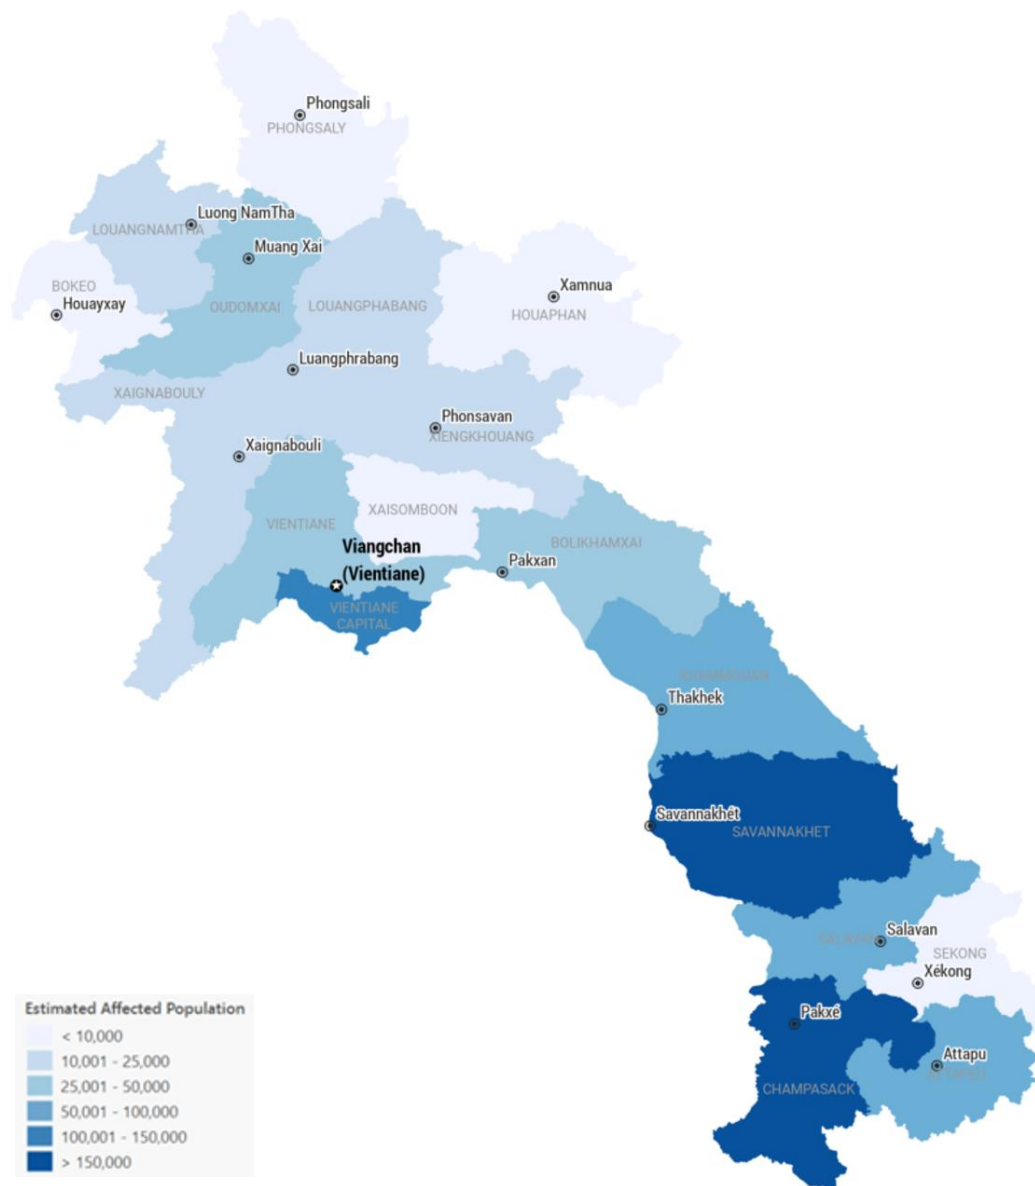 Phongsali
PHONGSALY
Luong NamTha
LOUANGNAMTHA
Muang Xai
BOKEO
Houayxay
OUDOMXAI
LOUANGPHABANG
Xamnua
HOUAPHAN
Luangphrabang
XAIGNABOULY
Phonsavan
XIENGKHOUANG
Xaignabouli
XAISOMBOON
VIENTIANE
Viangchan
(Vientiane)
BOLIKHAMXAI
Pakxan
VIENTIANE
CAPITAL
Thakhek
Savannakhét
SAVANNAKHET
Salavan
SEKONG
Xékong
Pakxé
Attapu
CHAMPASACK
Estimated Affected Population
< 10,000
10,001 - 25,000
25,001 - 50,000
50,001 - 100,000
100,001 - 150,000
> 150,000